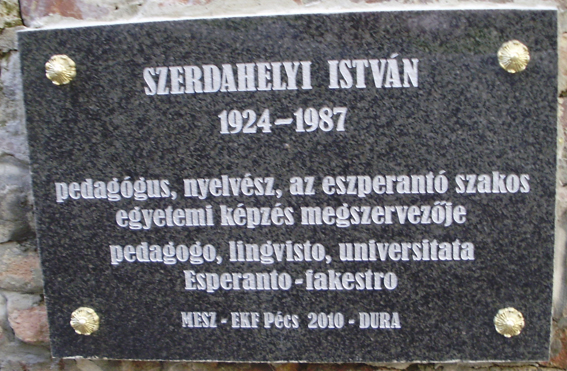 SZERDAHELYI ISTVÁN
1924-1987
pedagógus, nyelvész, az eszperantó szakos
egyetemi képzés megszervezője
pedagogo, lingvisto, universitata
Esperanto-fakestro
MESZ - EKF Pécs 2010 - DURA